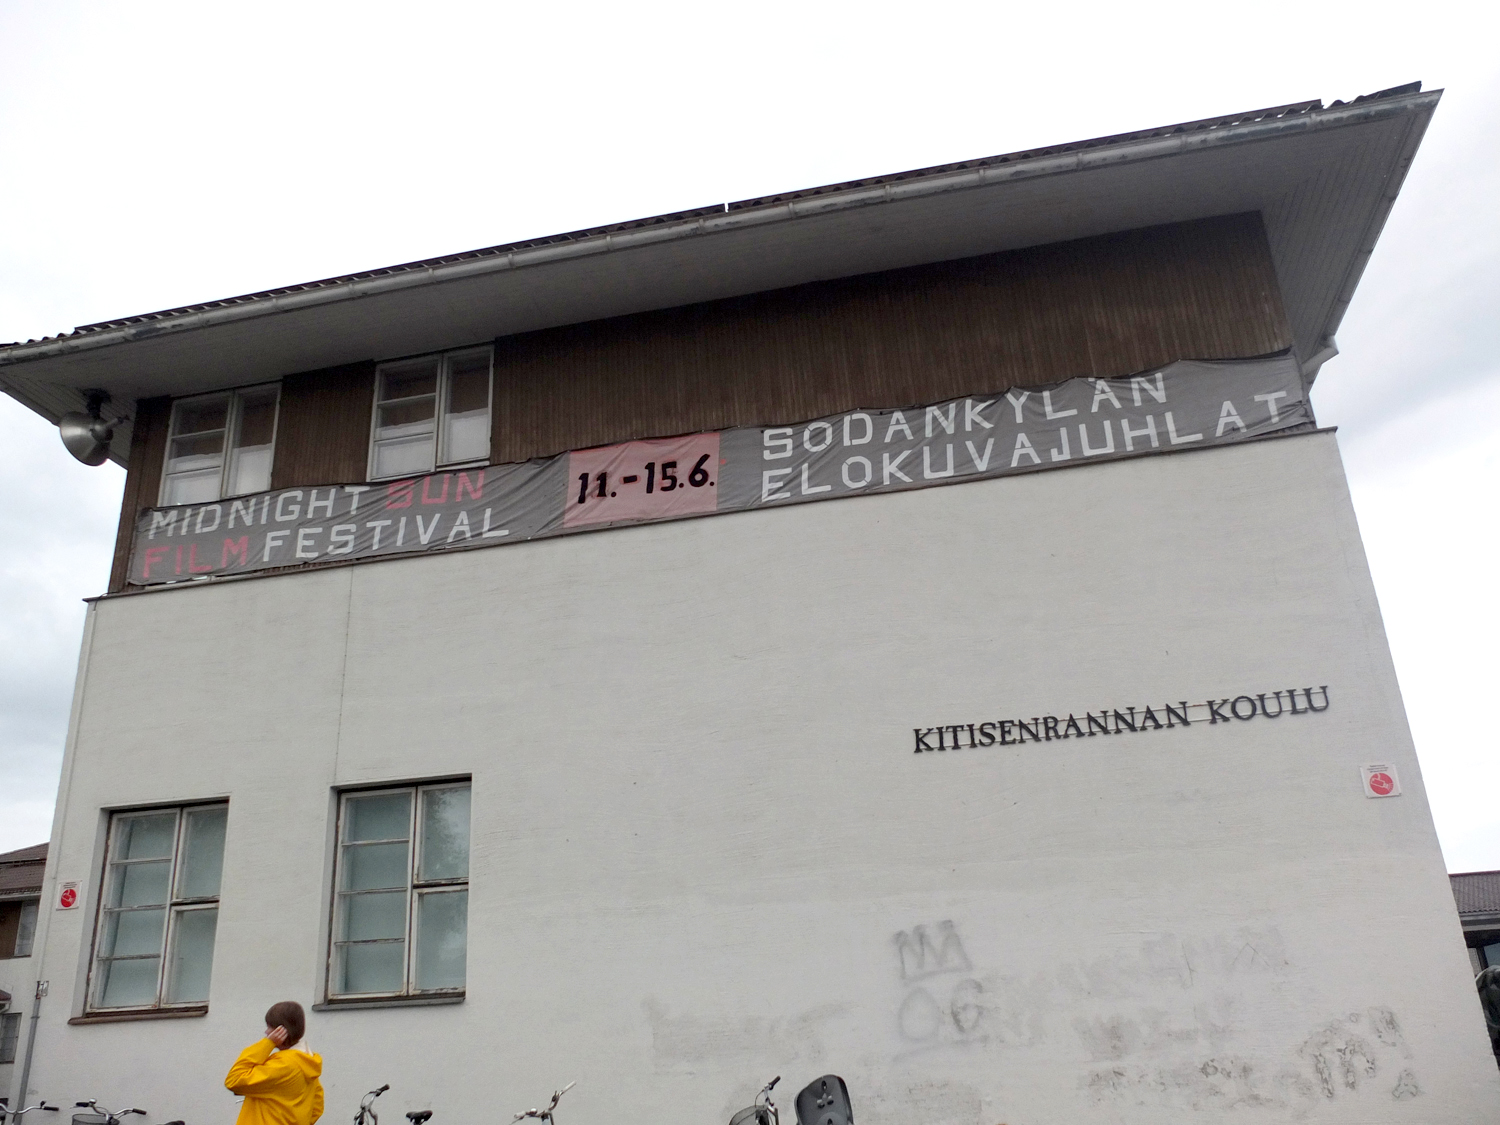 MIDNIGHT SUN
FILM FESTIVAL
11.-15.6.
SODANKYLÄN
ELOKUVAJUHLAT
KITISENRANNAN KOULU